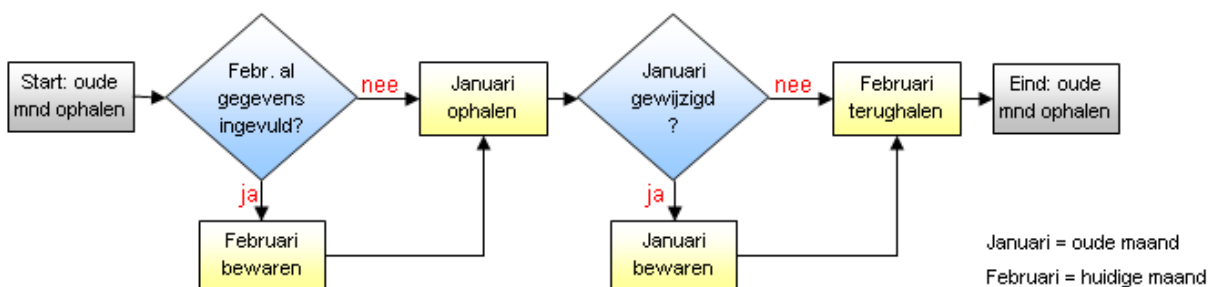 Start: oude
mnd ophalen
Febr. al
gegevens
ingevuld?
nee
ja
Februari
bewaren
Januari
ophalen
Januari
gewijzigd
?
nee
ja
Januari
bewaren
Februari
terughalen
Eind: oude
mnd ophalen
Januari = oude maand
Februari = huidige maand